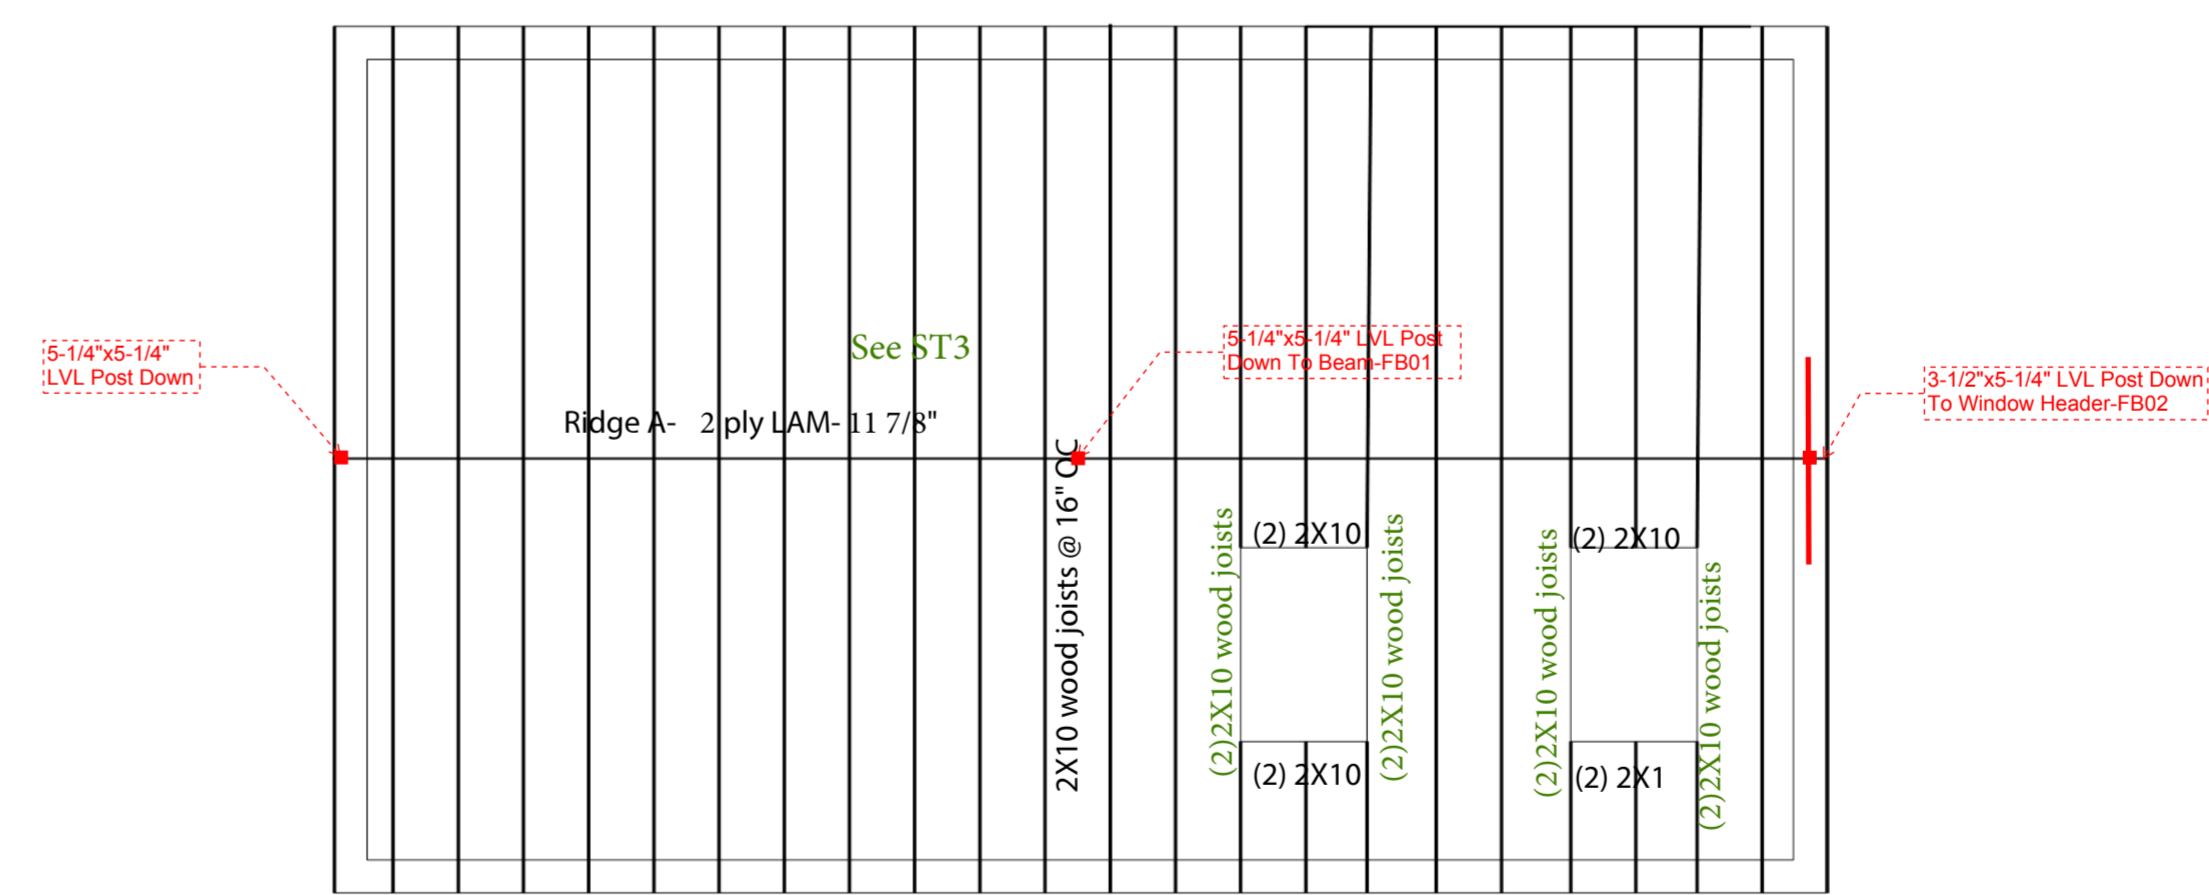 See ST3
5-1/4"x5-1/4" LVL Post
Down To Beam-FB01
5-1/4"x5-1/4"
LVL Post Down
3-1/2"x5-1/4" LVL Post Down
To Window Header-FB02
Ridge A- 2 ply LAM- 11 7/8"
2X10 wood joists @ 16" OC
(2)2X10 wood joists
(2) 2X10
(2)2X10 wood joists
(2)2X10 wood joists
(2) 2X10
(2)2X10 wood joists
(2) 2X10
(2) 2X1